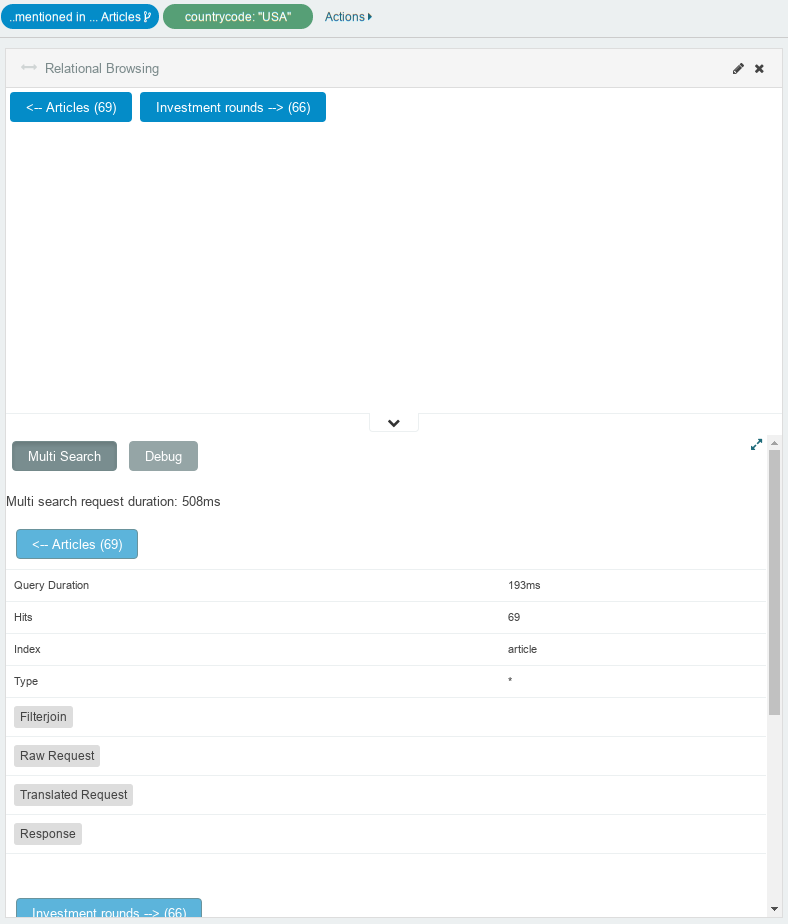 ..mentioned in ... Articles countrycode: "USA" Actions
Relational Browsing
<-- Articles (69) Investment rounds --> (66)
Multi Search Debug
Multi search request duration: 508ms
<-- Articles (69)
Query Duration 193ms
Hits 69
Index article
Type *
Filterjoin
Raw Request
Translated Request
Response
Investment rounds --> (66)